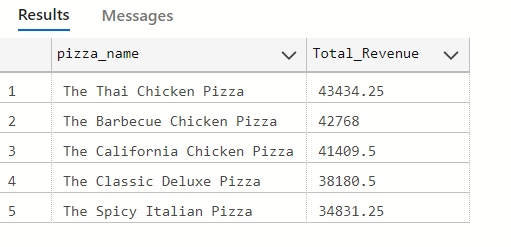 Results Messages
pizza_name Total_Revenue
1 The Thai Chicken Pizza 43434.25
2 The Barbecue Chicken Pizza 42768
3 The California Chicken Pizza 41409.5
4 The Classic Deluxe Pizza 38180.5
5 The Spicy Italian Pizza 34831.25